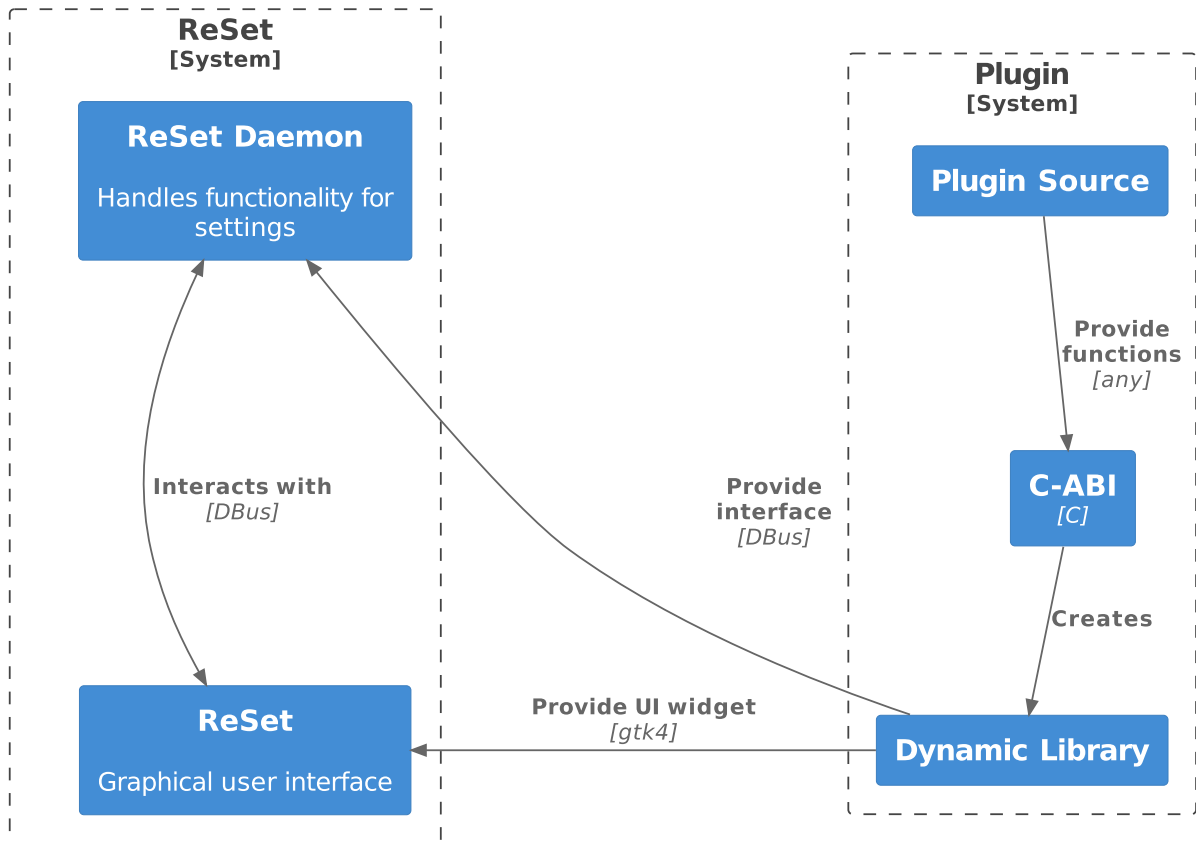 ReSet
[System]
ReSet Daemon
Handles functionality for
settings
Interacts with
[DBus]
ReSet
Graphical user interface
Provide
interface
[DBus]
Provide UI widget
[gtk4]
Plugin
[System]
Plugin Source
Provide
functions
[any]
C-ABI
[C]
Creates
Dynamic Library